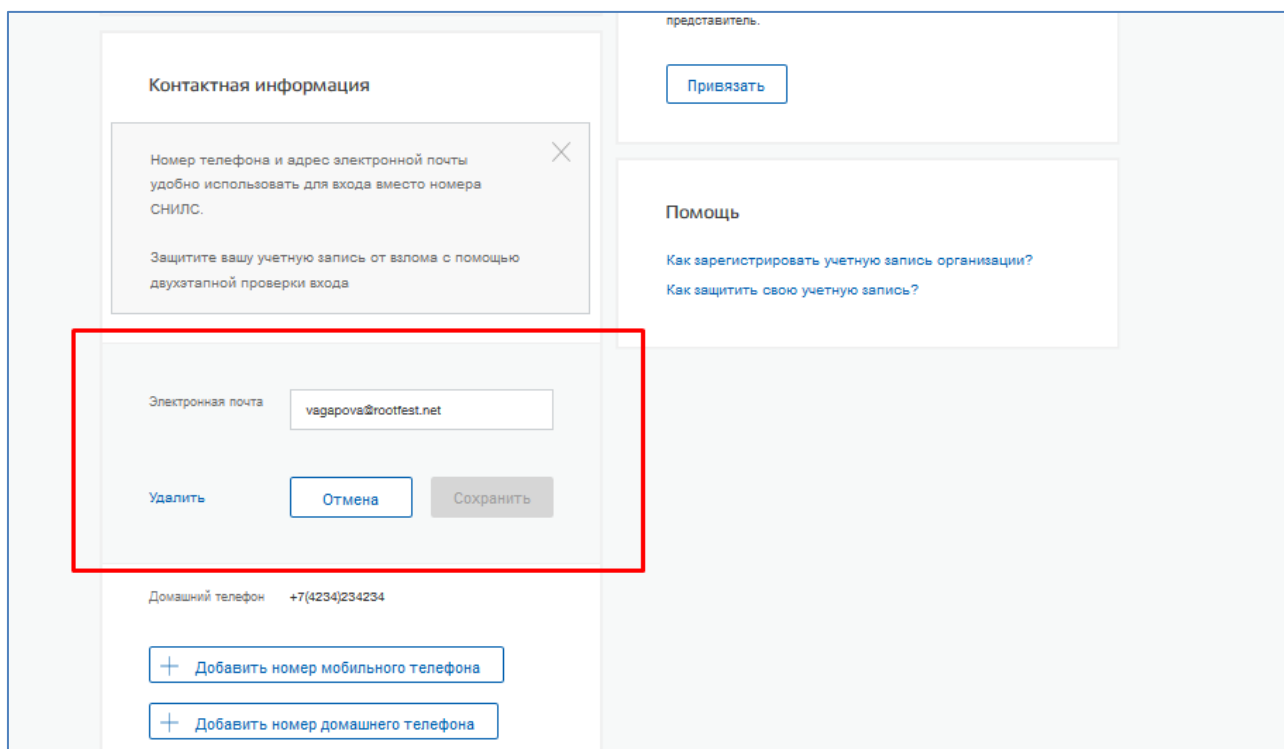 представитель.
Привязать
Контактная информация
Номер телефона и адрес электронной почты
удобно использовать для входа вместо номера
СНИЛС.
Защитите вашу учетную запись от взлома с помощью
двухэтапной проверки входа
Помощь
Как зарегистрировать учетную запись организации?
Как защитить свою учетную запись?
Электронная почта
vagapova@rootfest.net
Удалить
Отмена
Сохранить
Домашний телефон +7(4234)234234
Добавить номер мобильного телефона
Добавить номер домашнего телефона